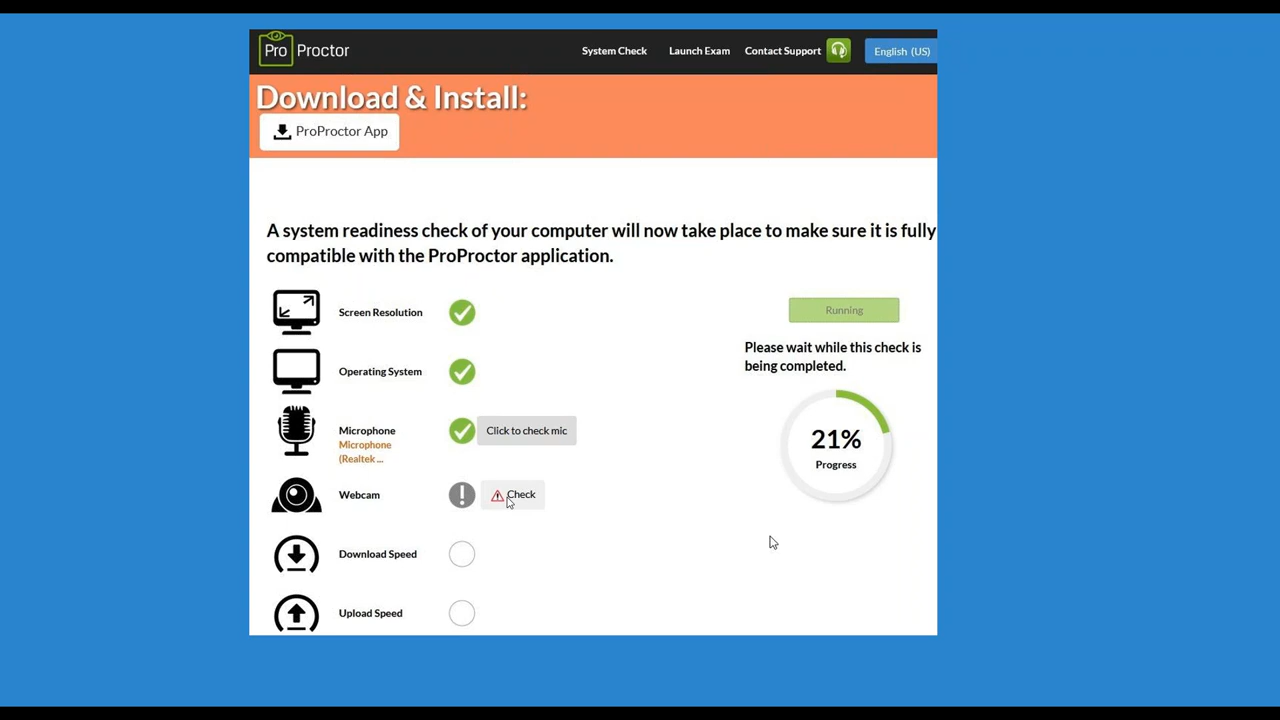 Pro Proctor
System Check Launch Exam Contact Support English (US)
Download & Install:
ProProctor App
A system readiness check of your computer will now take place to make sure it is fully
compatible with the ProProctor application.
Screen Resolution
Running
Please wait while this check is
being completed.
Operating System
Microphone
Microphone
(Realtek ...
Click to check mic
21%
Progress
Webcam
Check
Download Speed
Upload Speed